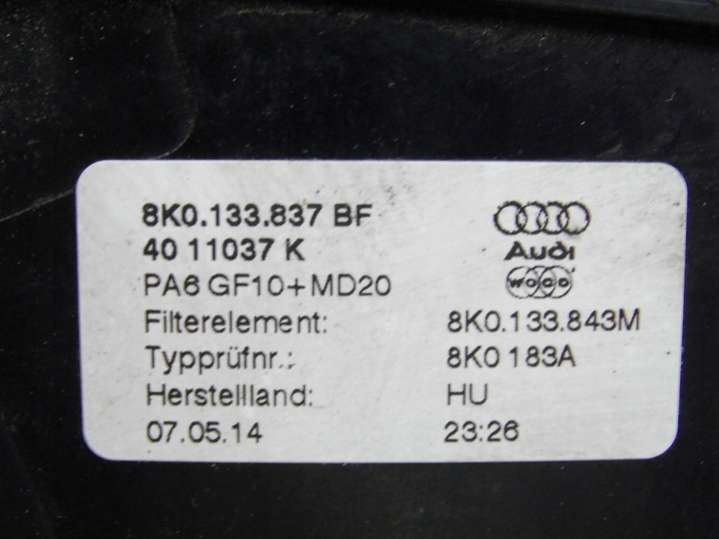 8K0.133.837 BF
40 11037 K
Audi
PA6 GF10+MD20
WOCO
Filterelement: 8K0.133.843M
Typprüfnr.: 8K0 183A
Herstellland: HU
07.05.14 23:26